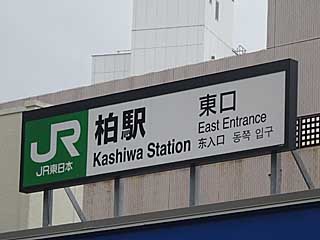 JR
JR東日本
柏駅
Kashiwa Station
東口
East Entrance
东入口 동쪽 입구